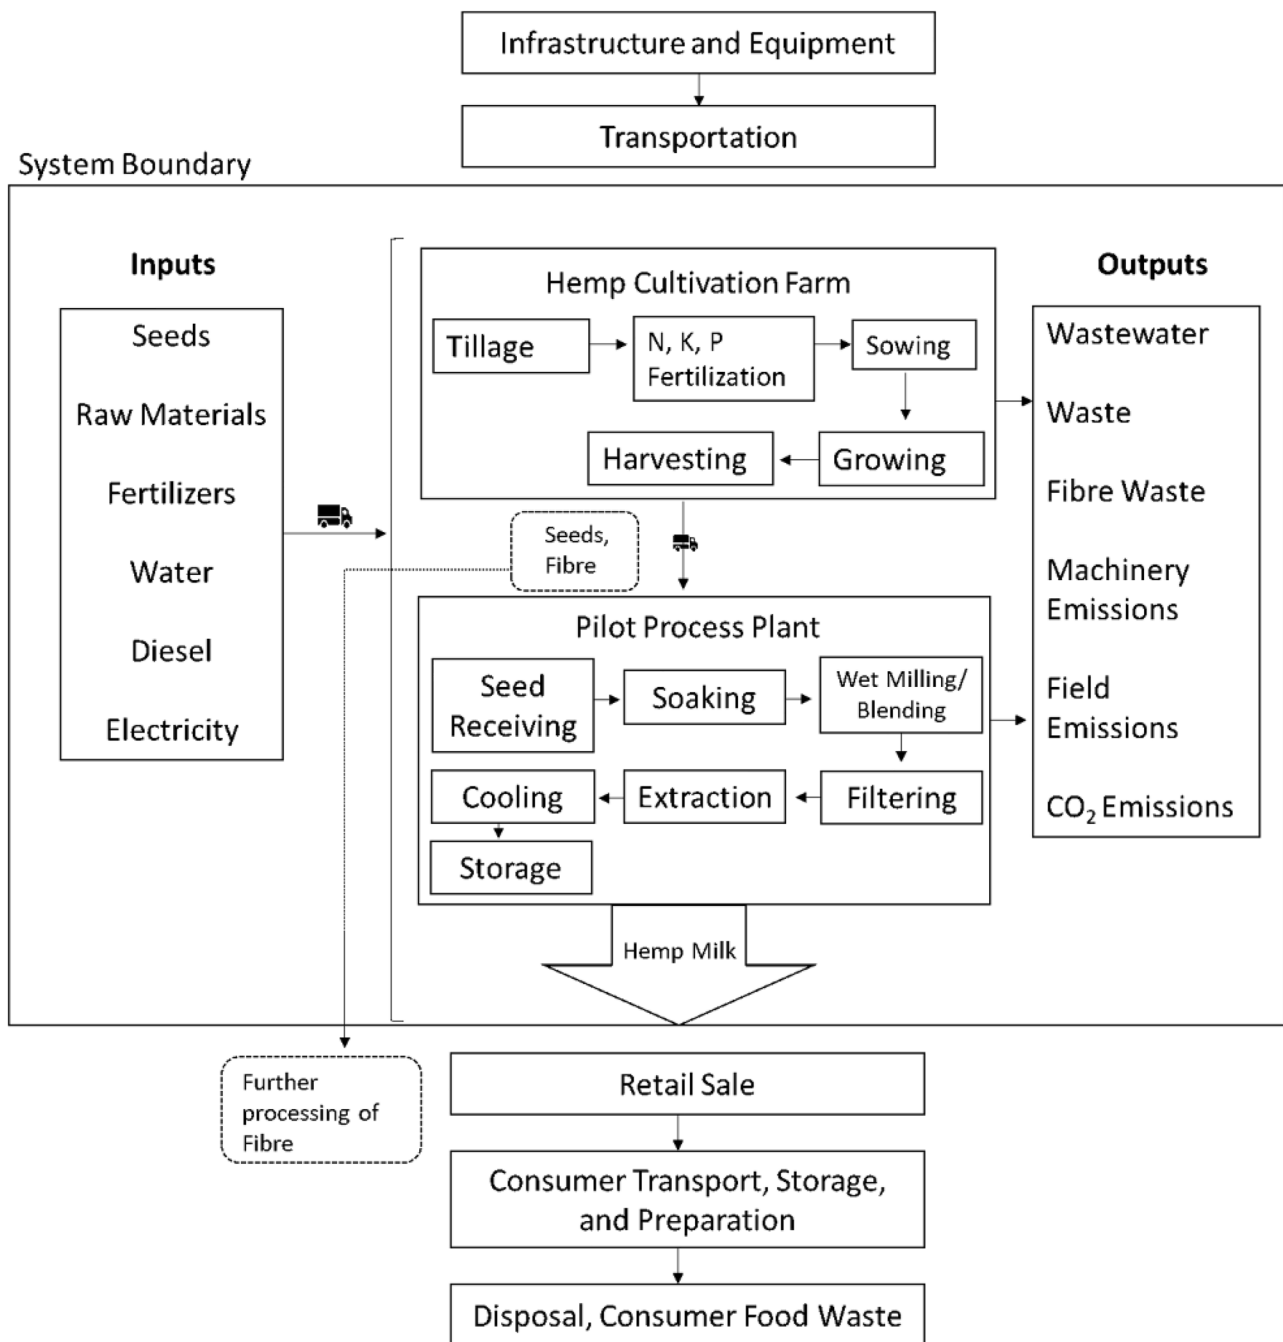 Infrastructure and Equipment
Transportation
System Boundary
Inputs
Seeds
Raw Materials
Fertilizers
Water
Diesel
Electricity
Hemp Cultivation Farm
Tillage
N, K, P
Fertilization
Sowing
Harvesting
Growing
Seeds,
Fibre
Pilot Process Plant
Seed
Receiving
Soaking
Wet Milling/
Blending
Cooling
Extraction
Filtering
Storage
Hemp Milk
Outputs
Wastewater
Waste
Fibre Waste
Machinery
Emissions
Field
Emissions
CO₂ Emissions
Further
processing of
Fibre
Retail Sale
Consumer Transport, Storage,
and Preparation
Disposal, Consumer Food Waste